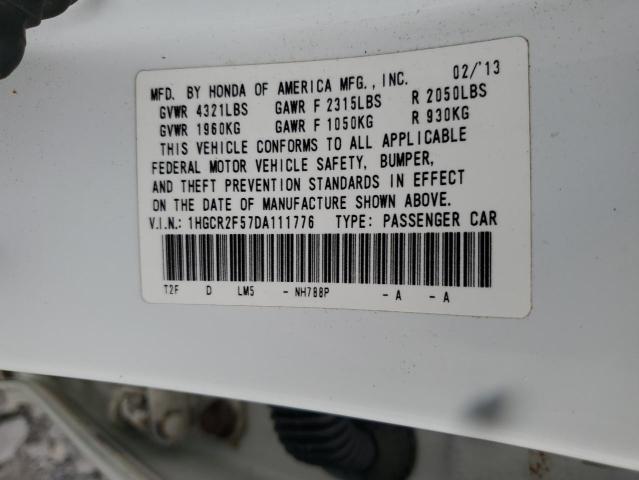 MFD. BY HONDA OF AMERICA MFG., INC. 02/'13
GVWR 4321LBS GAWR F 2315LBS R 2050LBS
GVWR 1960KG GAWR F 1050KG R 930KG
THIS VEHICLE CONFORMS TO ALL APPLICABLE
FEDERAL MOTOR VEHICLE SAFETY, BUMPER,
AND THEFT PREVENTION STANDARDS IN EFFECT
ON THE DATE OF MANUFACTURE SHOWN ABOVE.
V.I.N.: 1HGCR2F57DA111776 TYPE: PASSENGER CAR
T2F D LM5 - NH788P - A - A